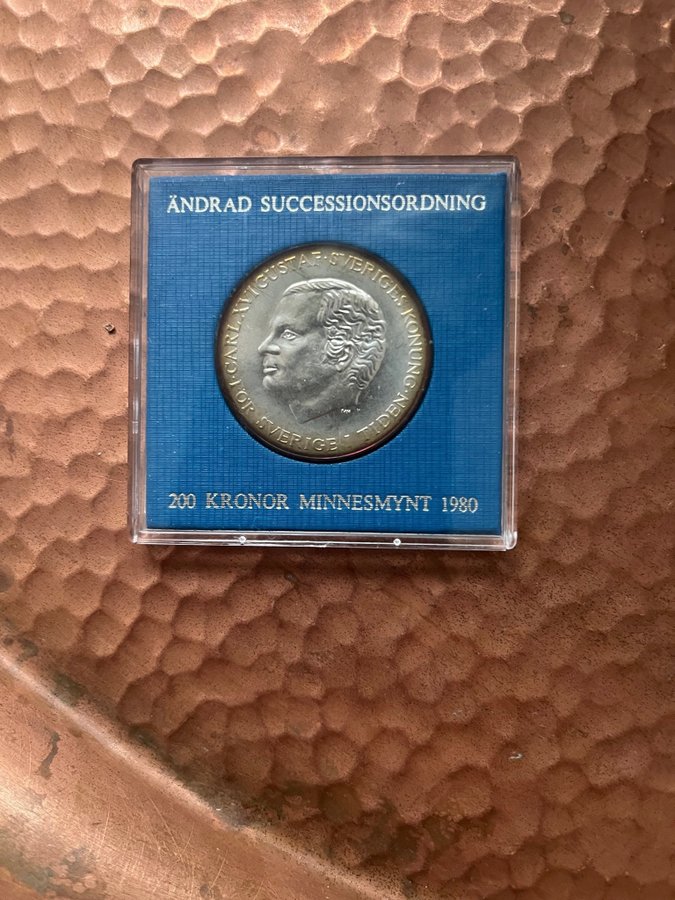 ÄNDRAD SUCCESSIONSORDNING
CARL XVI GUSTAF · SVERIGES KONUNG ·
FÖR SVERIGE I TIDEN
200 KRONOR MINNESMYNT 1980